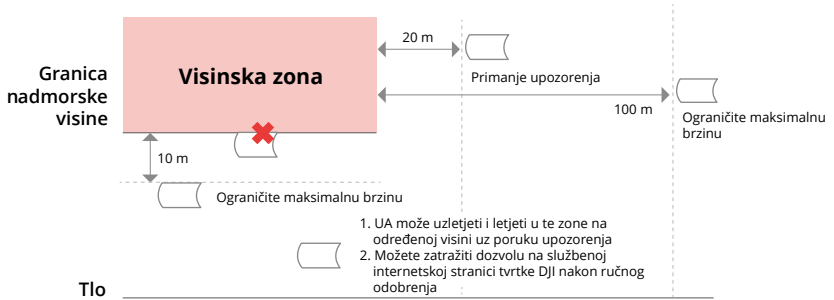 20 m
Granica
nadmorske
visine
Visinska zona
Primanje upozorenja
100 m
Ograničite maksimalnu
brzinu
10 m
Ograničite maksimalnu brzinu
1. UA može uzletjeti i letjeti u te zone na
određenoj visini uz poruku upozorenja
2. Možete zatražiti dozvolu na službenoj
internetskoj stranici tvrtke DJI nakon ručnog
odobrenja
Tlo